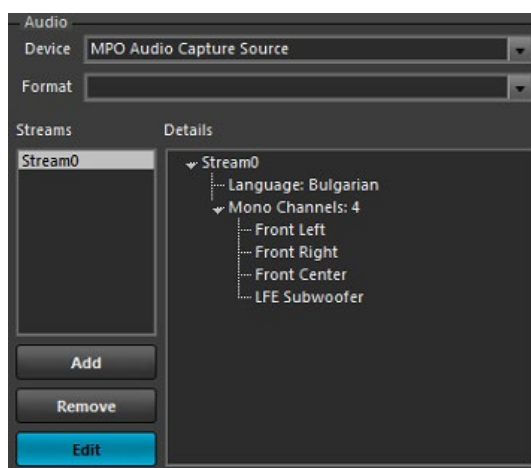 Audio
Device MPO Audio Capture Source
Format
Streams Details
Stream0
Stream0
Language: Bulgarian
Mono Channels: 4
Front Left
Front Right
Front Center
LFE Subwoofer
Add
Remove
Edit